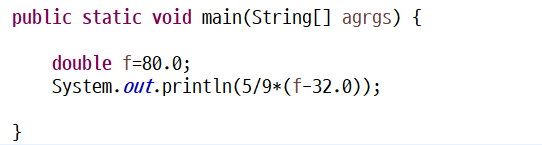 public static void main(String[] agrgs) {
double f=80.0;
System.out.println(5/9*(f-32.0));
}